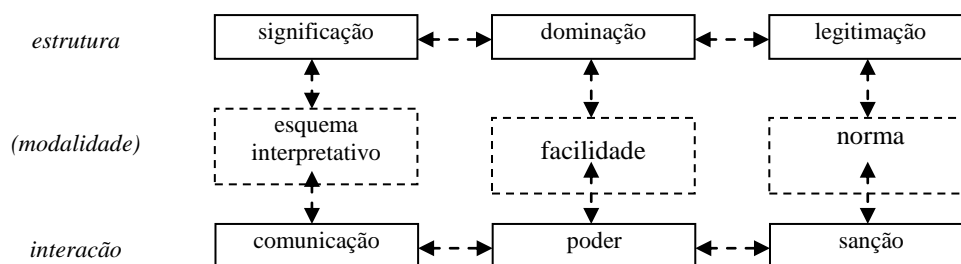 estrutura significação dominação legitimação
(modalidade) esquema interpretativo facilidade norma
interacão comunicação poder sanção